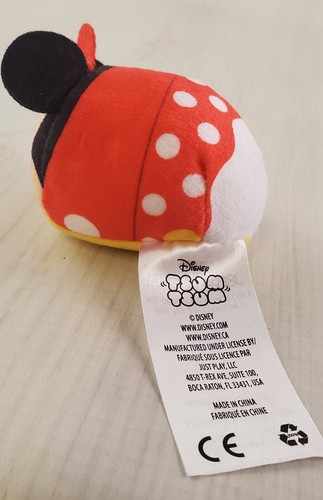 Disney
TSUM
TSUM
© DISNEY
WWW.DISNEY.COM
WWW.DISNEY.CA
MANUFACTURED UNDER LICENSE BY/
FABRIQUÉ SOUS LICENCE PAR
JUST PLAY, LLC
4850 T-REX AVE, SUITE 100,
BOCA RATON, FL 33431, USA
MADE IN CHINA
FABRIQUÉ EN CHINE
CE